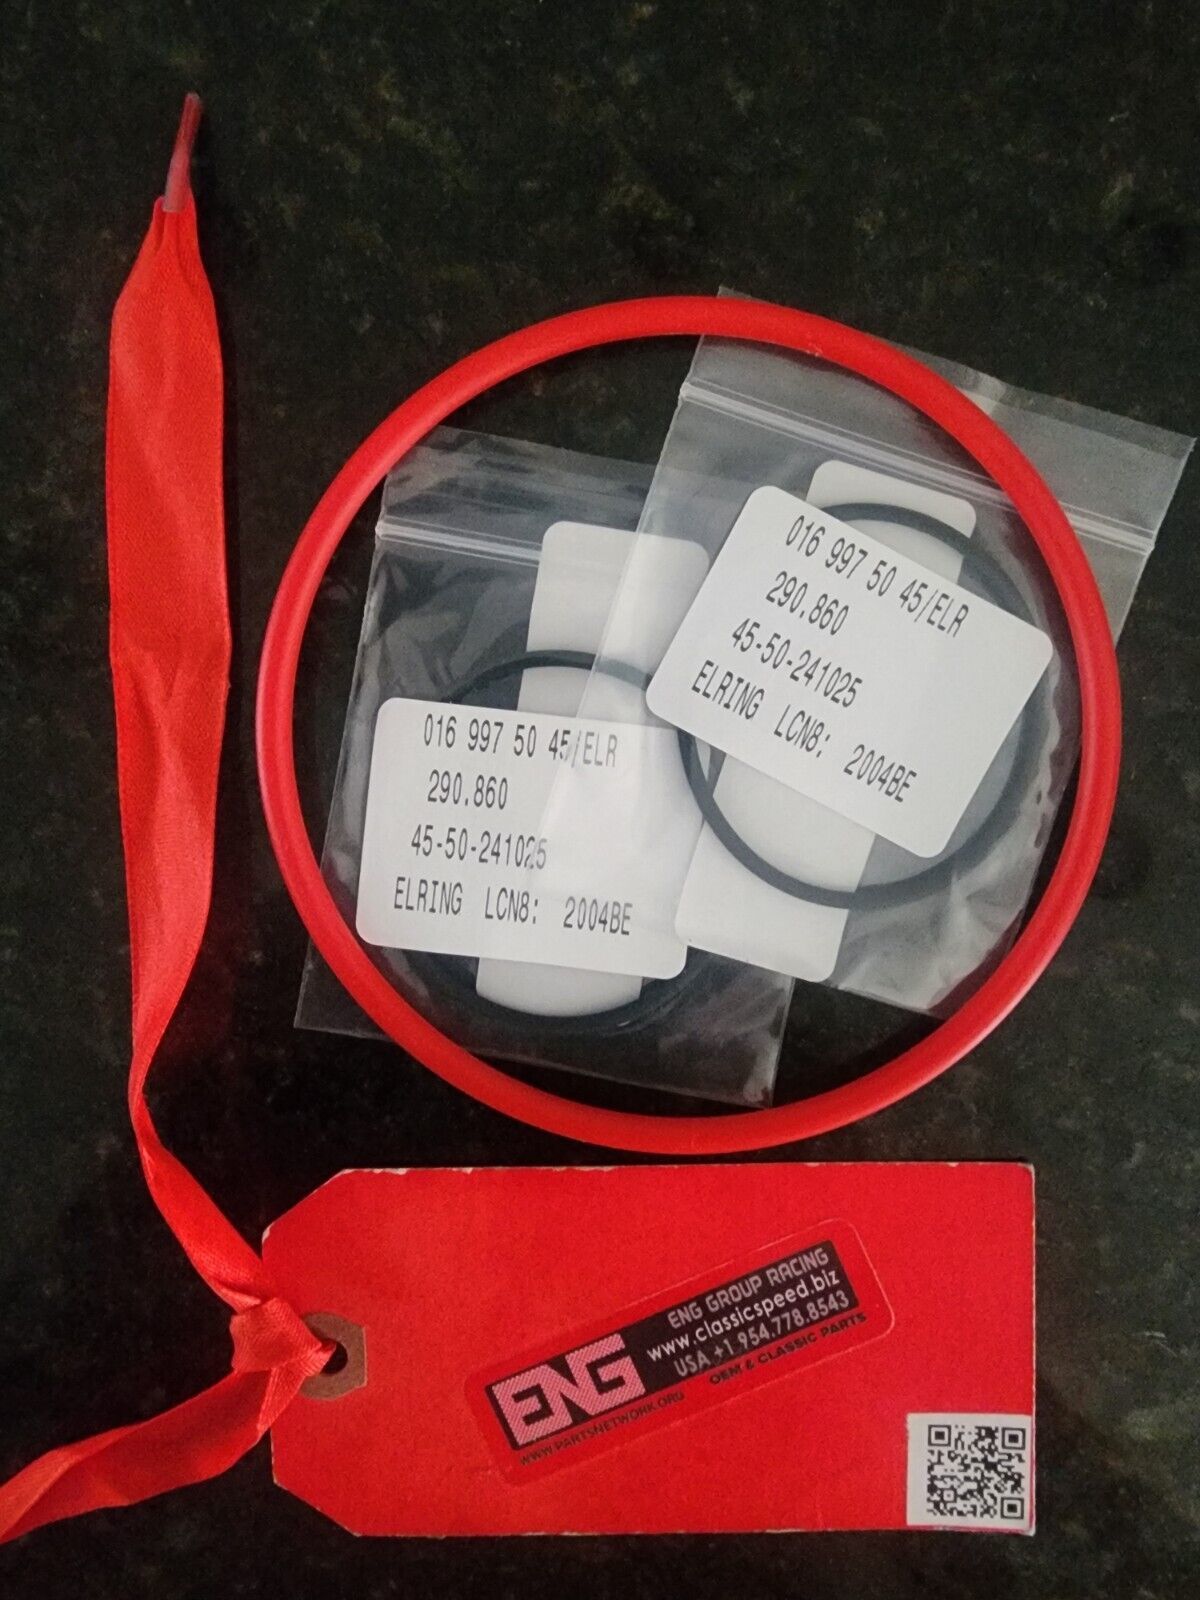 016 997 50 45/ELR
290.860
45-50-241025
ELRING LCN8: 2004BE
016 997 50 45/ELR
290.860
45-50-241025
ELRING LCN8: 2004BE
ENG
ENG GROUP RACING
www.classicspeed.biz
USA +1 954.778.8543
WWW.PARTSNETWORK.ORG OEM & CLASSIC PARTS